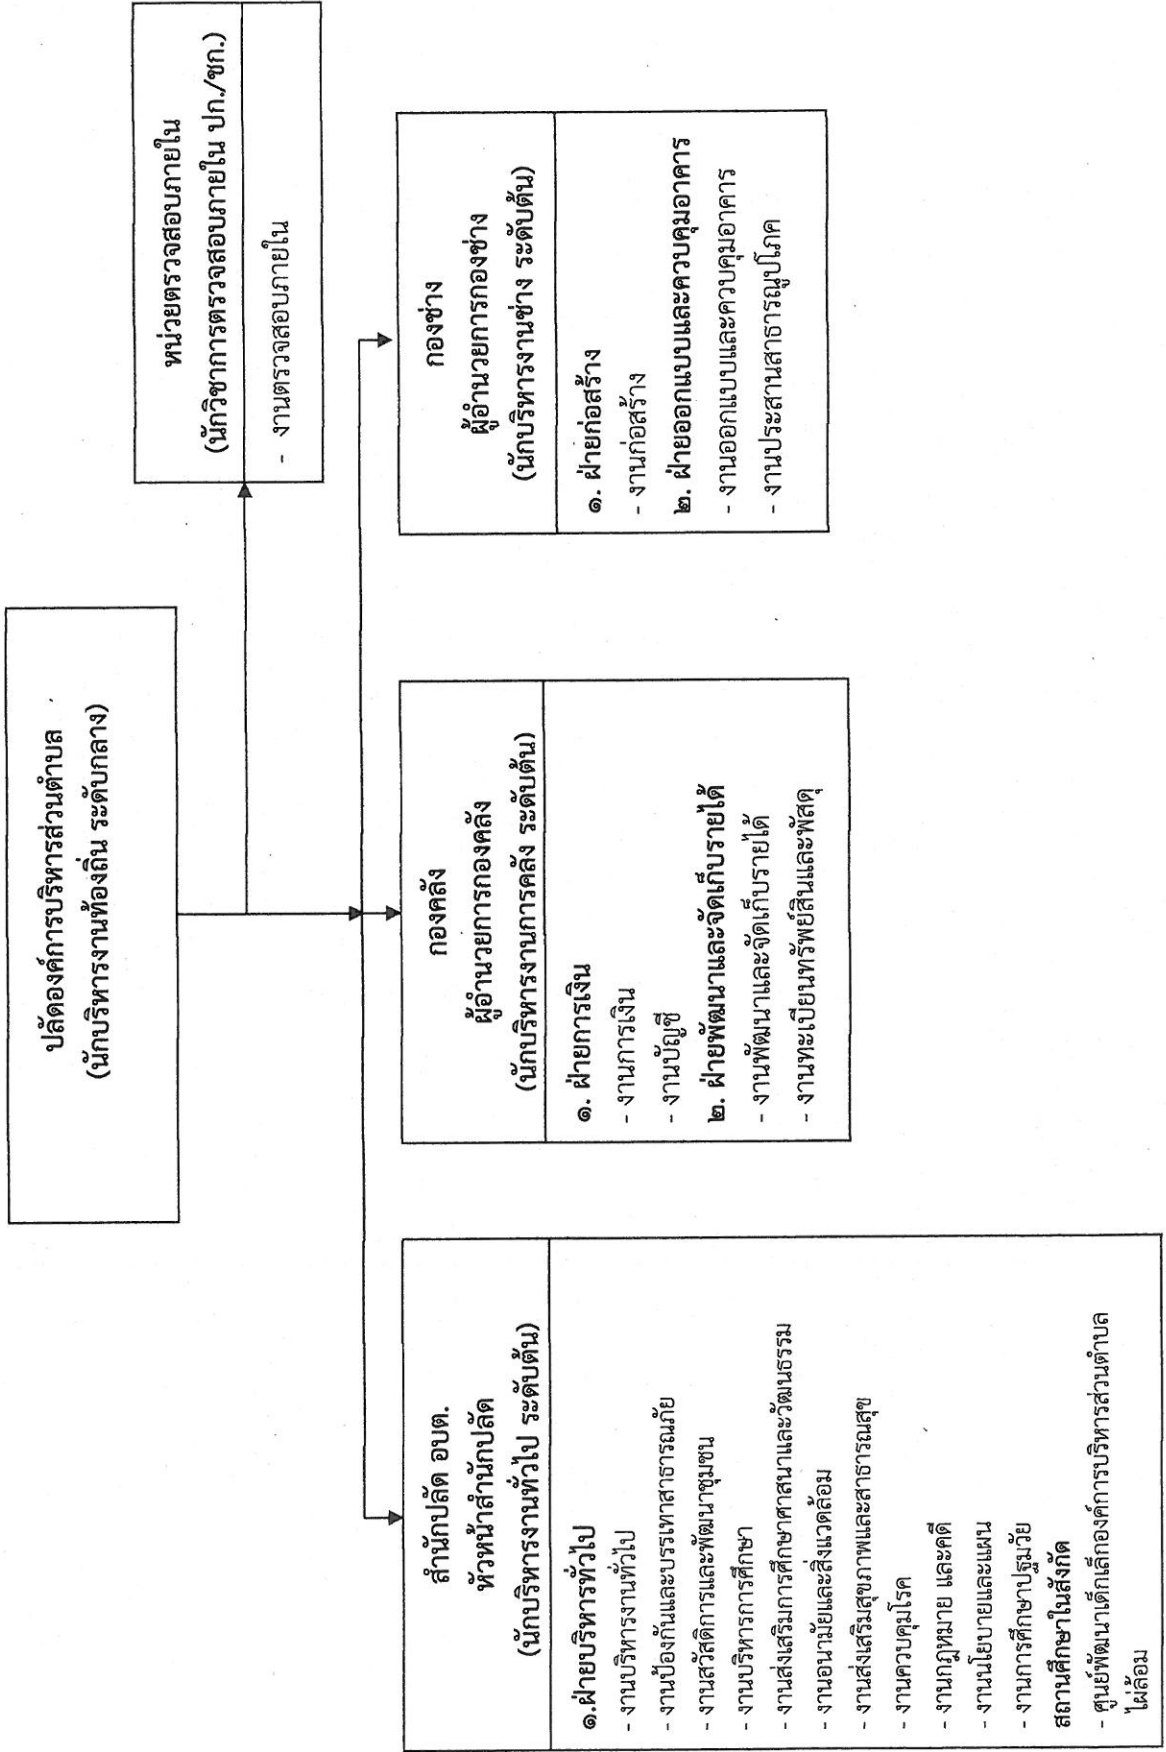 ปลัดองค์การบริหารส่วนตำบล
(นักบริหารงานท้องถิ่น ระดับกลาง)
หน่วยตรวจสอบภายใน
(นักวิชาการตรวจสอบภายใน ปก./ชก.)
- งานตรวจสอบภายใน
สำนักปลัด อบต.
หัวหน้าสำนักปลัด
(นักบริหารงานทั่วไป ระดับต้น)
๑.ฝ่ายบริหารทั่วไป
- งานบริหารงานทั่วไป
- งานป้องกันและบรรเทาสาธารณภัย
- งานสวัสดิการและพัฒนาชุมชน
- งานบริหารการศึกษา
- งานส่งเสริมการศึกษาศาสนาและวัฒนธรรม
- งานอนามัยและสิ่งแวดล้อม
- งานส่งเสริมสุขภาพและสาธารณสุข
- งานควบคุมโรค
- งานกฎหมาย และคดี
- งานนโยบายและแผน
- งานการศึกษาปฐมวัย
สถานศึกษาในสังกัด
- ศูนย์พัฒนาเด็กเล็กองค์การบริหารส่วนตำบล
ไผ่ล้อม
กองคลัง
ผู้อำนวยการกองคลัง
(นักบริหารงานการคลัง ระดับต้น)
๑. ฝ่ายการเงิน
- งานการเงิน
- งานบัญชี
๒. ฝ่ายพัฒนาและจัดเก็บรายได้
- งานพัฒนาและจัดเก็บรายได้
- งานทะเบียนทรัพย์สินและพัสดุ
กองช่าง
ผู้อำนวยการกองช่าง
(นักบริหารงานช่าง ระดับต้น)
๑. ฝ่ายก่อสร้าง
- งานก่อสร้าง
๒. ฝ่ายออกแบบและควบคุมอาคาร
- งานออกแบบและควบคุมอาคาร
- งานประสานสาธารณูปโภค